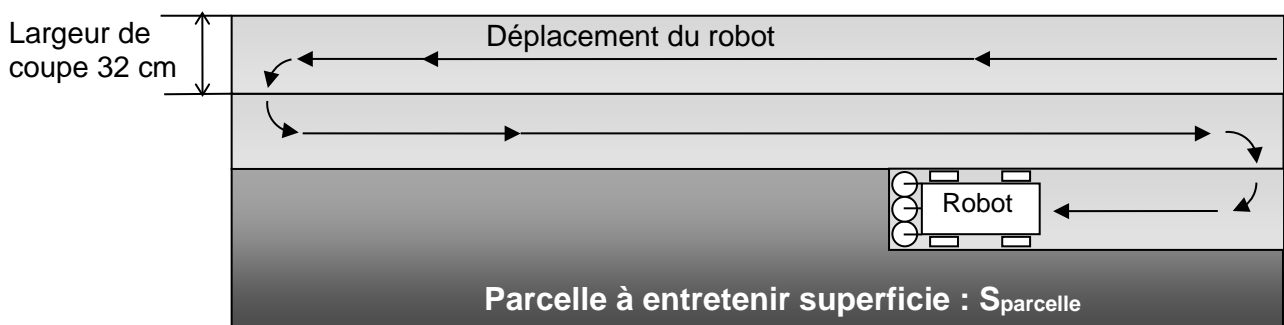 Largeur de
coupe 32 cm
Déplacement du robot
Robot
Parcelle à entretenir superficie : Sparcelle